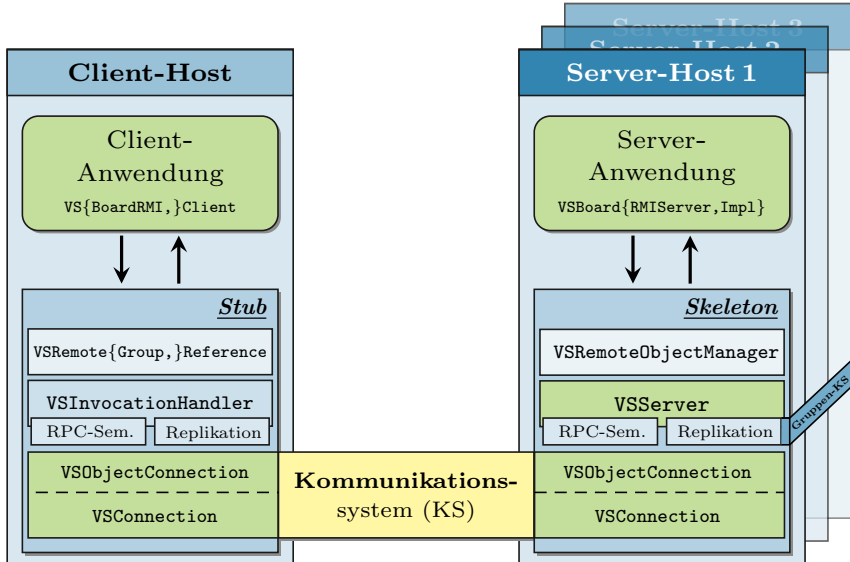 Server-Host 3
Server-Host 2
Client-Host
Server-Host 1
Client-
Anwendung
VS{BoardRMI,}Client
Server-
Anwendung
VSBoard{RMIServer,Impl}
Stub
VSRemote{Group,}Reference
VSInvocationHandler
RPC-Sem.
Replikation
VSObjectConnection
VSConnection
Kommunikations-
system (KS)
Skeleton
VSRemoteObjectManager
VSServer
RPC-Sem.
Replikation
Gruppen-KS
VSObjectConnection
VSConnection